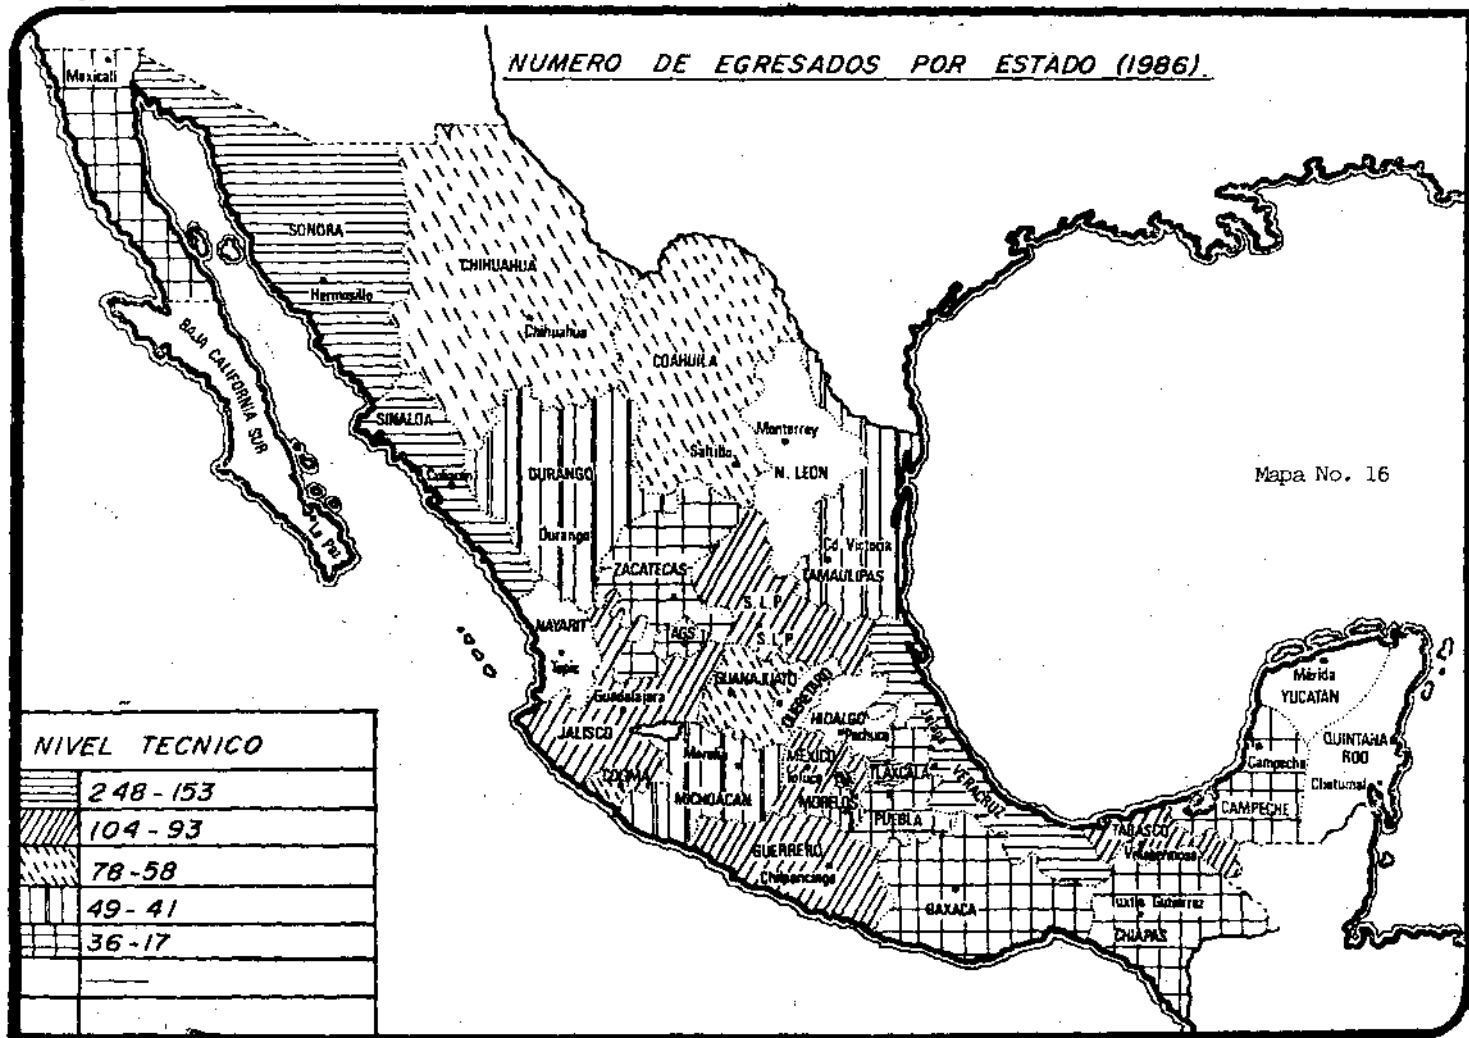 NUMERO DE EGRESADOS POR ESTADO (1986).
Mexicali
SONORA
Hermosillo
CHIHUAHUA
Chihuahua
COAHUILA
Saltillo
BAJA CALIFORNIA SUR
La Paz
SINALOA
Culiacán
DURANGO
Durango
Monterrey
N. LEON
Mapa No. 16
Cd. Victoria
TAMAULIPAS
ZACATECAS
S.L.P.
S.L.P.
NAYARIT
Tepic
AGS
GUANAJUATO
QUERETARO
Guadalajara
JALISCO
HIDALGO
Pachuca
Jalapa
VERACRUZ
Mérida
YUCATAN
QUINTANA
ROO
Chetumal
Campeche
CAMPECHE
COLIMA
Morelia
MICHOACAN
MEXICO
Toluca
TLAXCALA
MORELOS
PUEBLA
GUERRERO
Chilpancingo
OAXACA
TABASCO
Villahermosa
Tuxtla Gutiérrez
CHIAPAS
NIVEL TECNICO
248-153
104-93
78-58
49-41
36-17